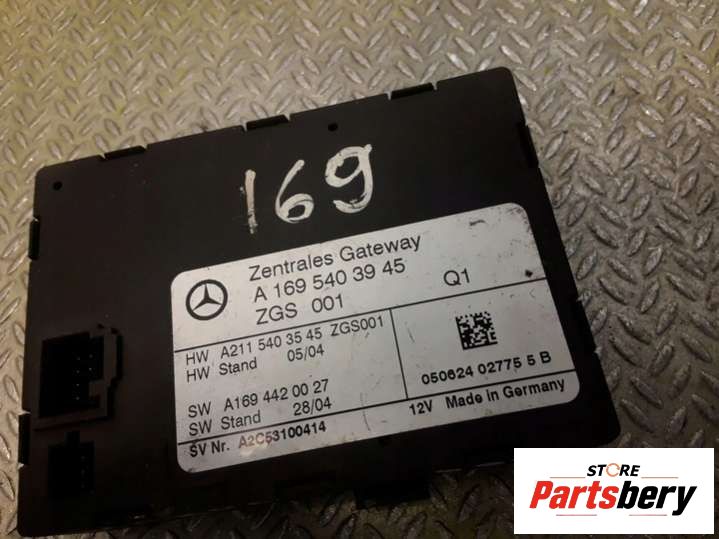 169
Zentrales Gateway
A 169 540 39 45
ZGS 001
Q1
HW A211 540 35 45 ZGS001
HW Stand 05/04
SW A169 442 00 27
SW Stand 28/04
SV Nr. A2C53100414
050624 02775 5 B
12V Made in Germany
STORE
Partsbery